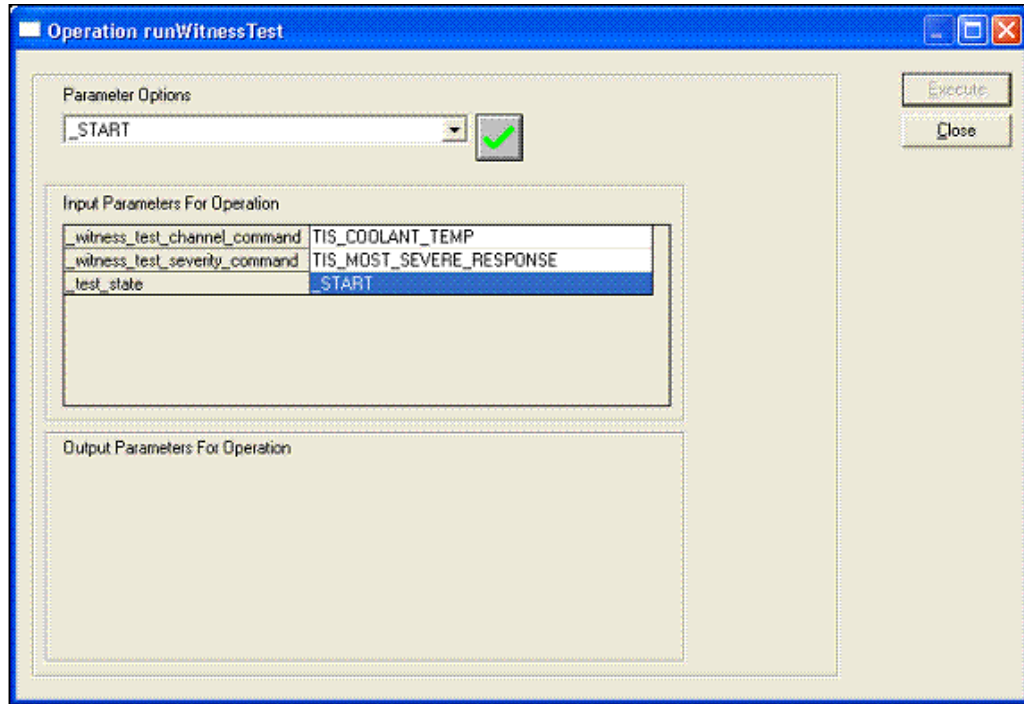 Operation runWitnessTest
Parameter Options
_START
Execute
Close
Input Parameters For Operation
_witness_test_channel_command TIS_COOLANT_TEMP
_witness_test_severity_command TIS_MOST_SEVERE_RESPONSE
_test_state _START
Output Parameters For Operation